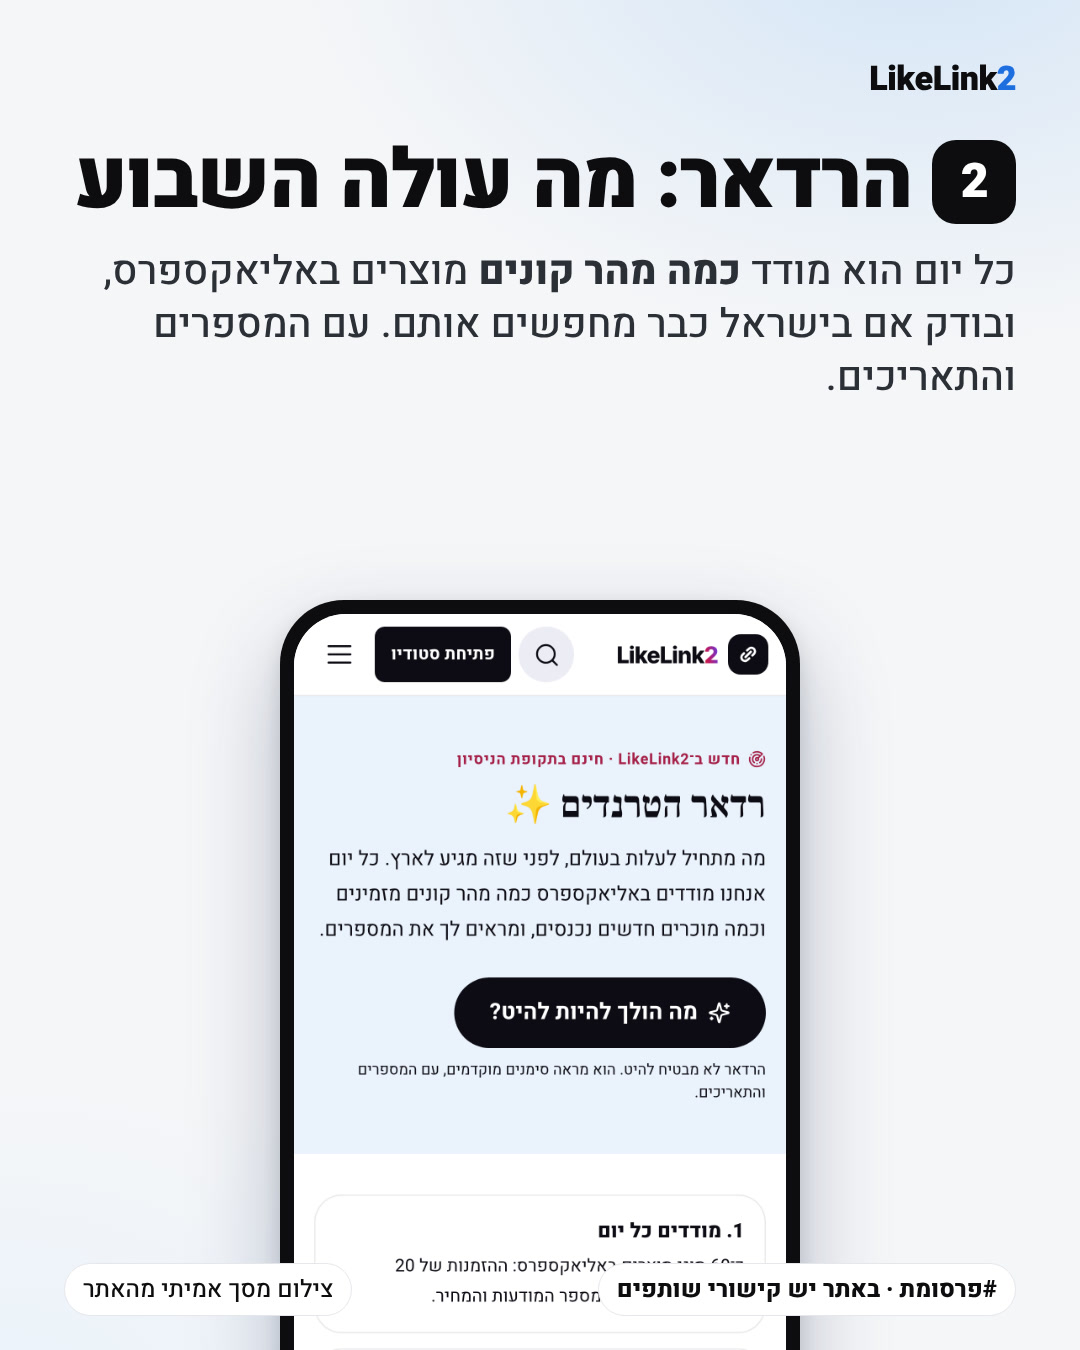 LikeLink2
2 הרדאר: מה עולה השבוע
כל יום הוא מודד כמה מהר קונים מוצרים באליאקספרס,
ובודק אם בישראל כבר מחפשים אותם. עם המספרים
והתאריכים.
LikeLink2
פתיחת סטודיו
חדש ב־LikeLink2 · חינם בתקופת הניסיון
רדאר הטרנדים ✨
מה מתחיל לעלות בעולם, לפני שזה מגיע לארץ. כל יום
אנחנו מודדים באליאקספרס כמה מהר קונים מזמינים
וכמה מוכרים חדשים נכנסים, ומראים לך את המספרים.
מה הולך להיות להיט?
הרדאר לא מבטיח להיט. הוא מראה סימנים מוקדמים, עם המספרים
והתאריכים.
1. מודדים כל יום
באליאקספרס: ההזמנות של 20
מספר המודעות והמחיר.
#פרסומת · באתר יש קישורי שותפים
צילום מסך אמיתי מהאתר